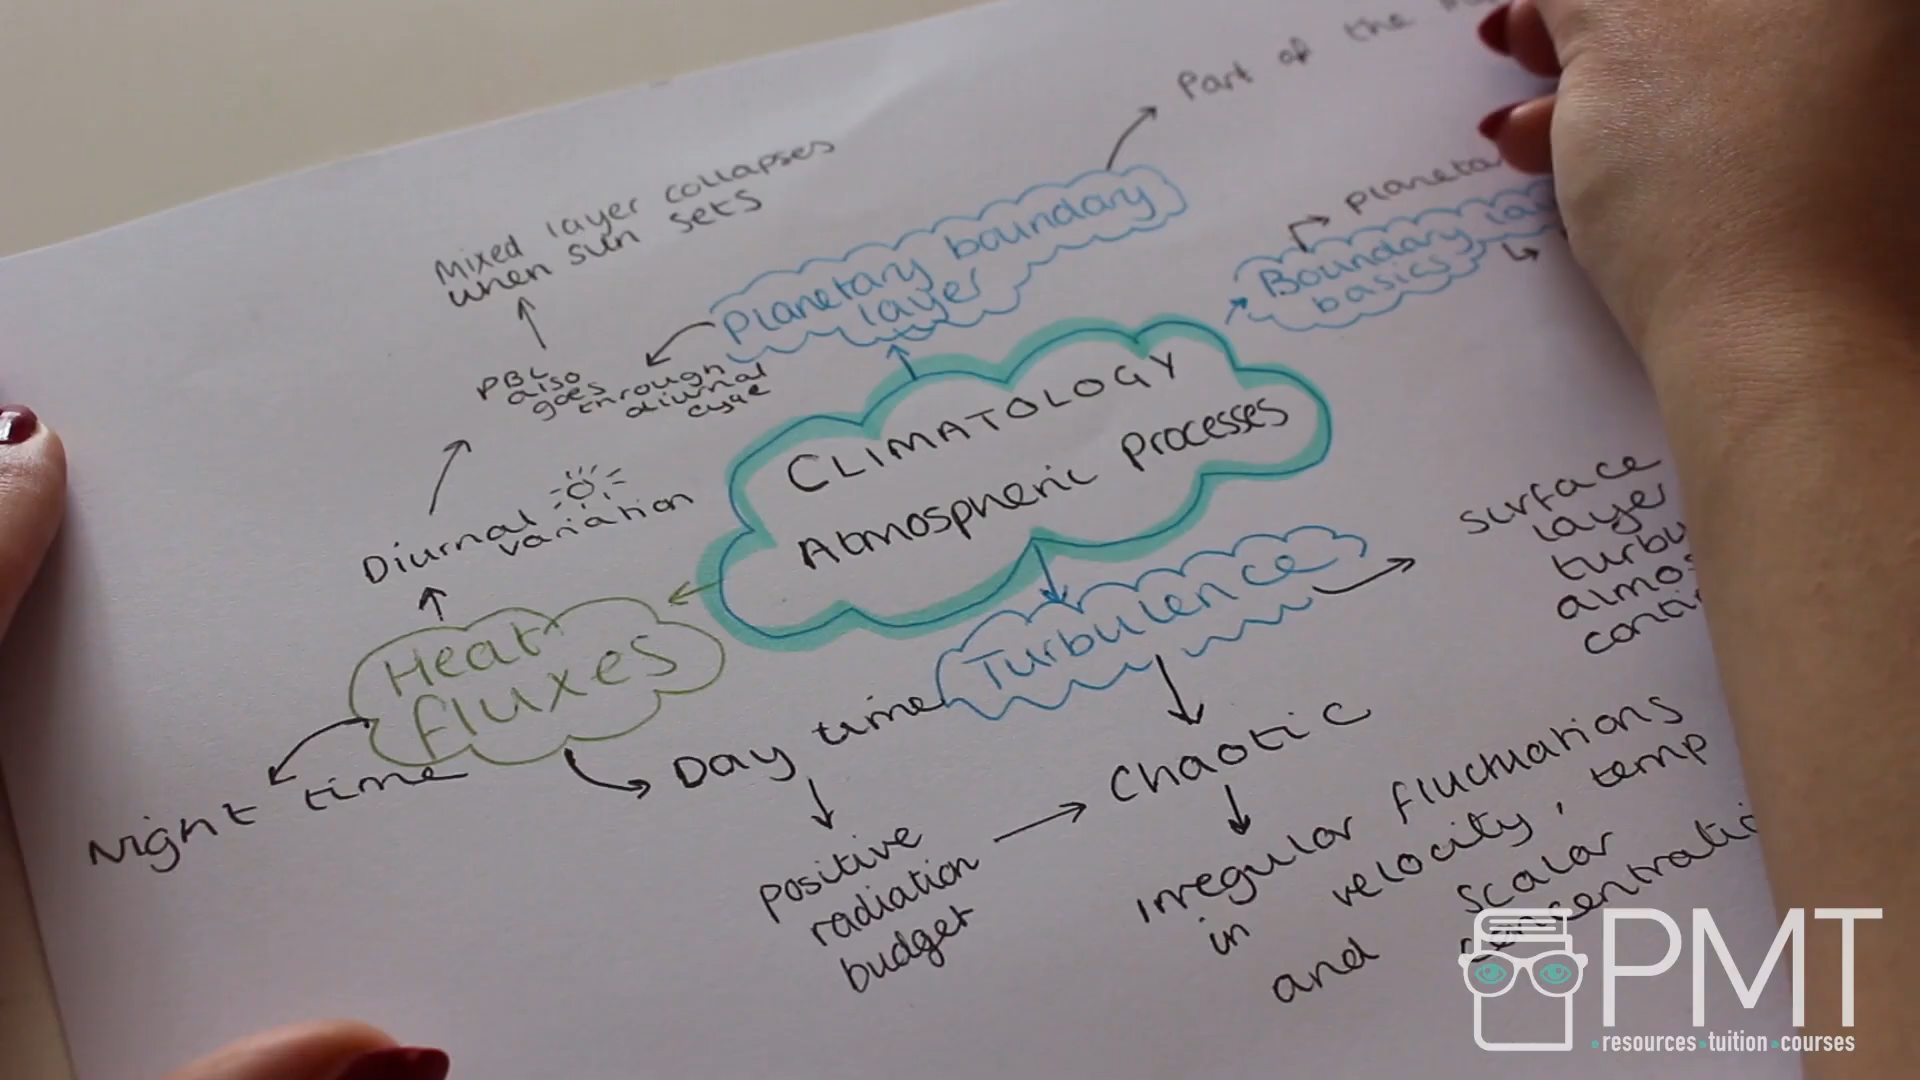 Part of the
Mixed layer collapses
when sun sets
Planetary boundary
layer
Boundary
basics
PBL
also
goes
through
diurnal
cycle
CLIMATOLOGY
Atmospheric Processes
Diurnal
variation
surface
layer
Turbulence
Heat
fluxes
Night time
Day time
positive
radiation
budget
Chaotic
Irregular fluctuations
in velocity, temp
and scalar
PMT
resources • tuition • courses